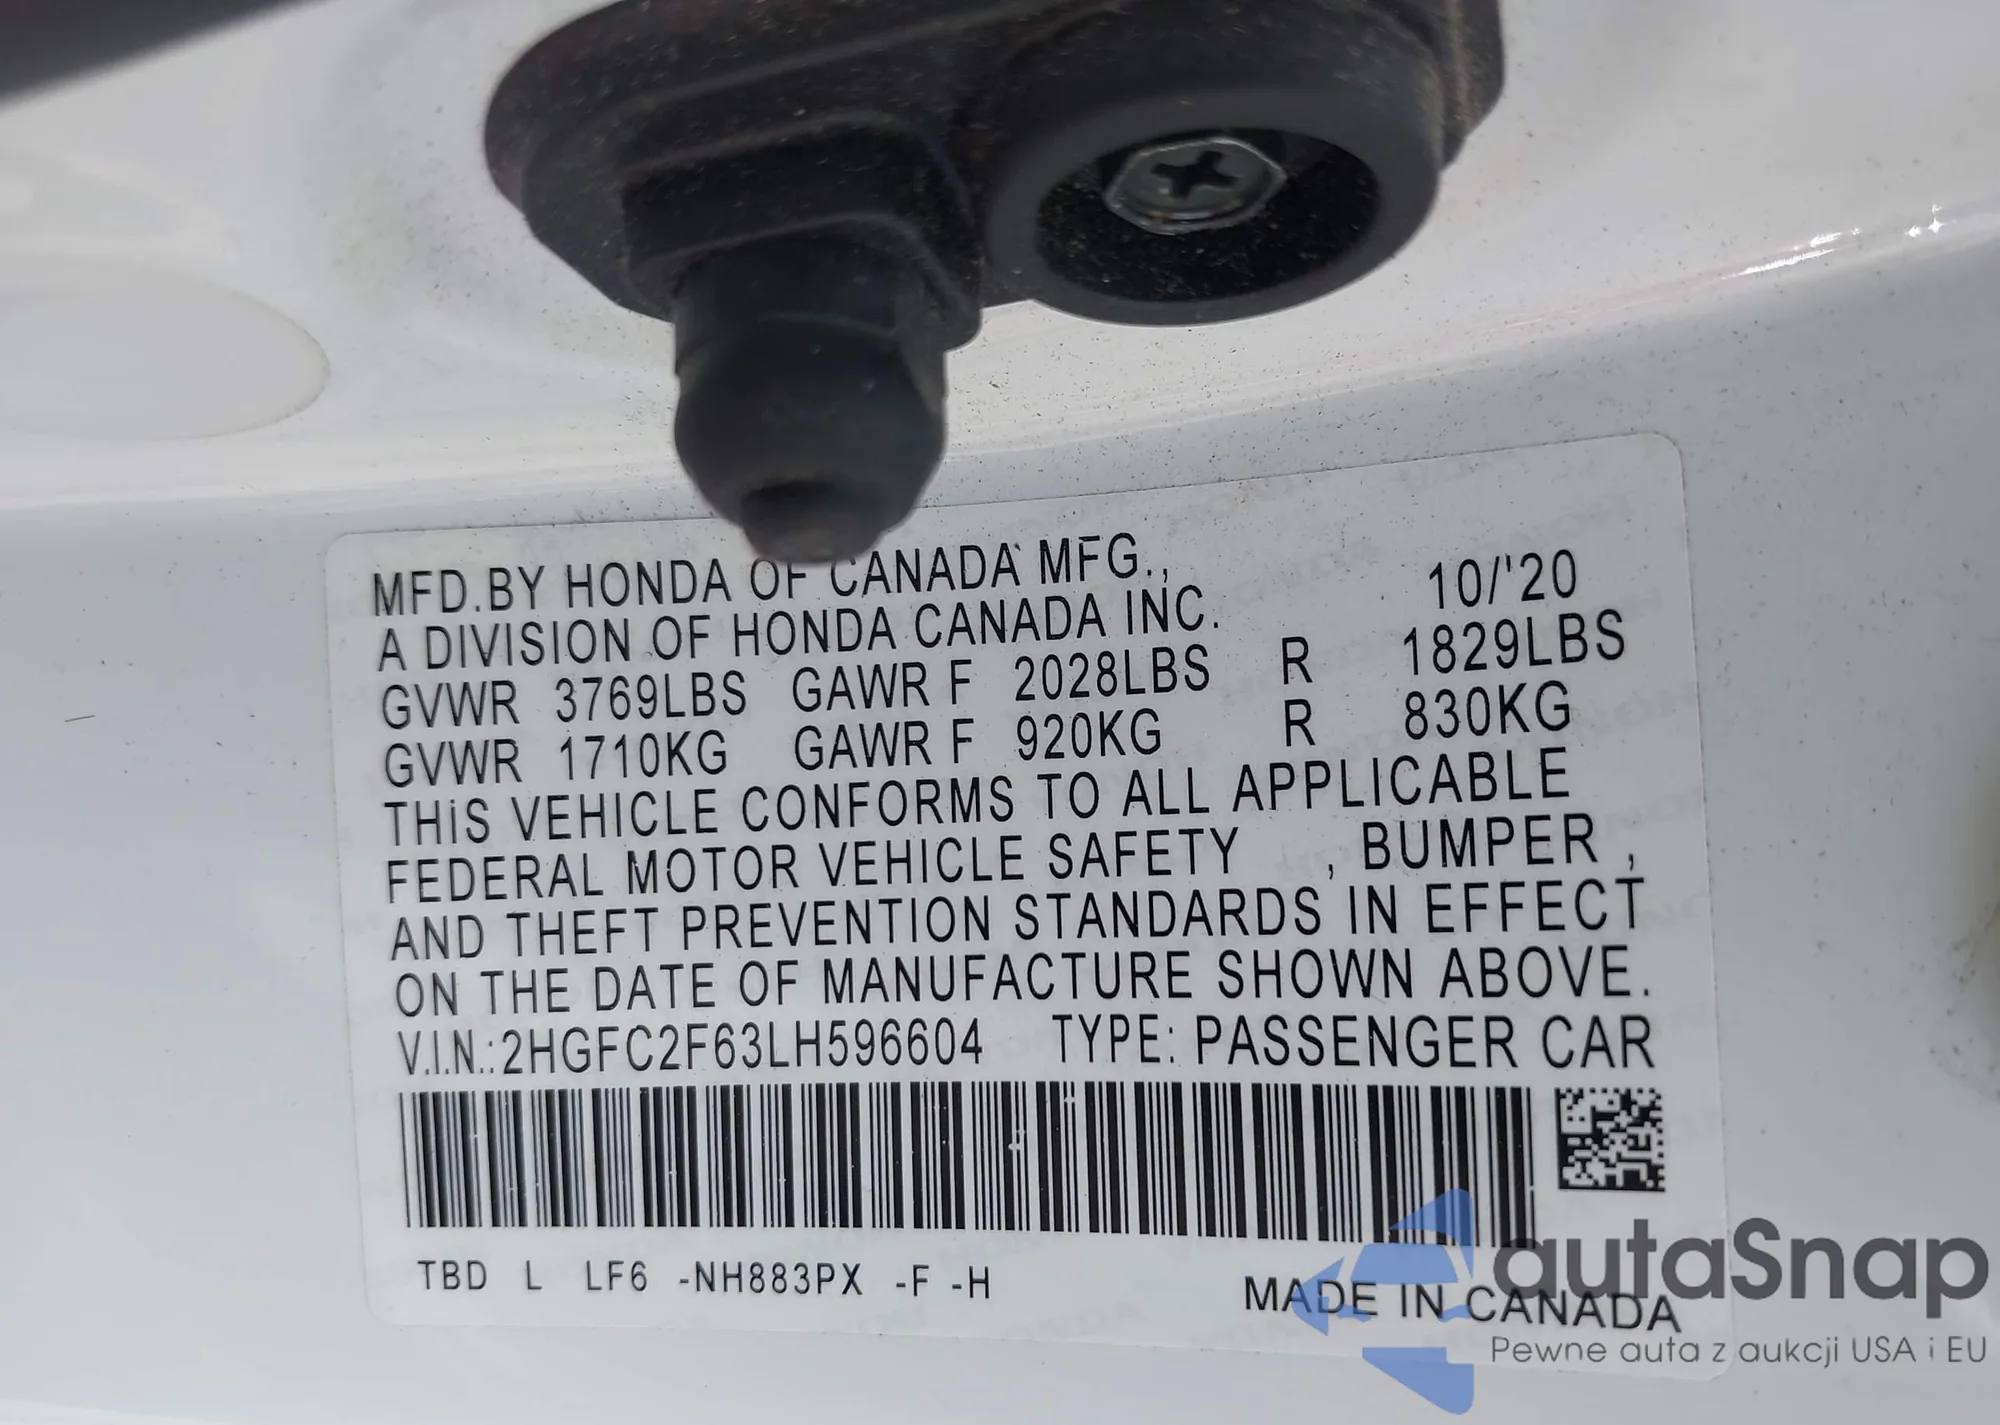 MFD.BY HONDA OF CANADA MFG., 10/'20
A DIVISION OF HONDA CANADA INC.
GVWR 3769LBS GAWR F 2028LBS R 1829LBS
GVWR 1710KG GAWR F 920KG R 830KG
THiS VEHICLE CONFORMS TO ALL APPLICABLE
FEDERAL MOTOR VEHICLE SAFETY , BUMPER ,
AND THEFT PREVENTION STANDARDS IN EFFECT
ON THE DATE OF MANUFACTURE SHOWN ABOVE.
V.I.N.:2HGFC2F63LH596604 TYPE: PASSENGER CAR
TBD L LF6 -NH883PX -F -H
MADE IN CANADA
autaSnap
Pewne auta z aukcji USA i EU